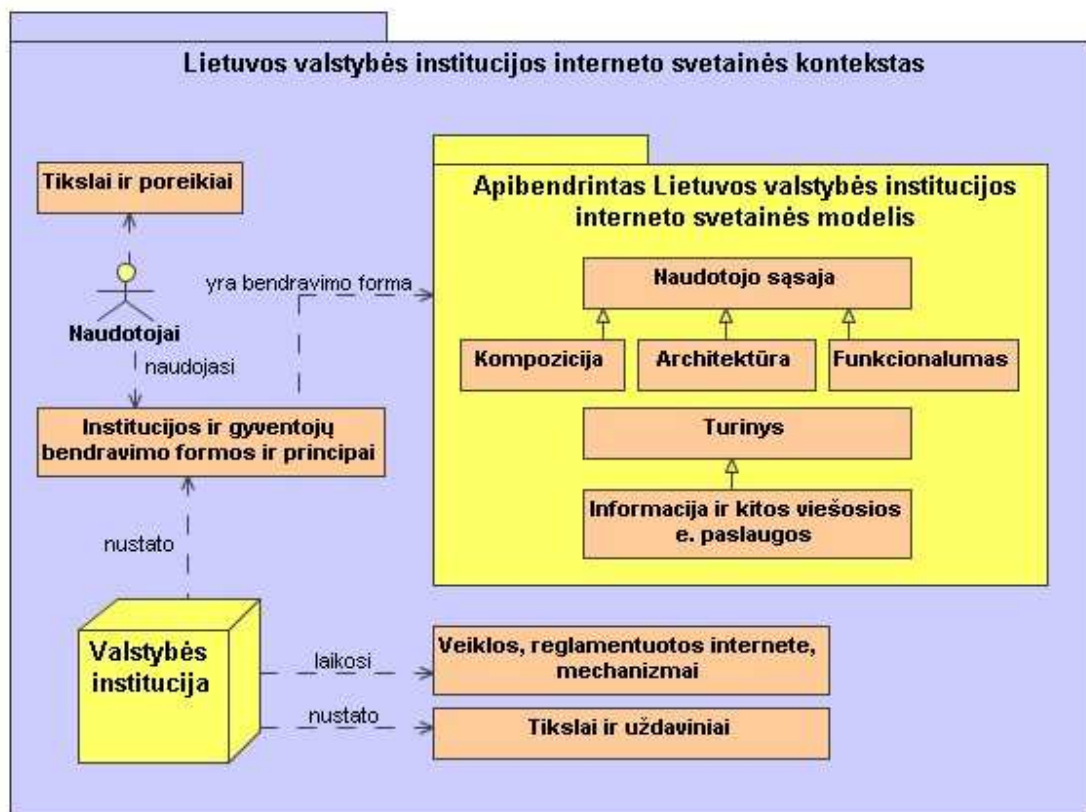 Lietuvos valstybės institucijos interneto svetainės kontekstas
Tikslai ir poreikiai
Naudotojai
naudojasi
Institucijos ir gyventojų
bendravimo formos ir principai
yra bendravimo forma
Apibendrintas Lietuvos valstybės institucijos
interneto svetainės modelis
Naudotojo sąsaja
Kompozicija
Architektūra
Funkcionalumas
Turinys
Informacija ir kitos viešosios
e. paslaugos
nustato
Valstybės
institucija
laikosi
Veiklos, reglamentuotos internete,
mechanizmai
nustato
Tikslai ir uždaviniai